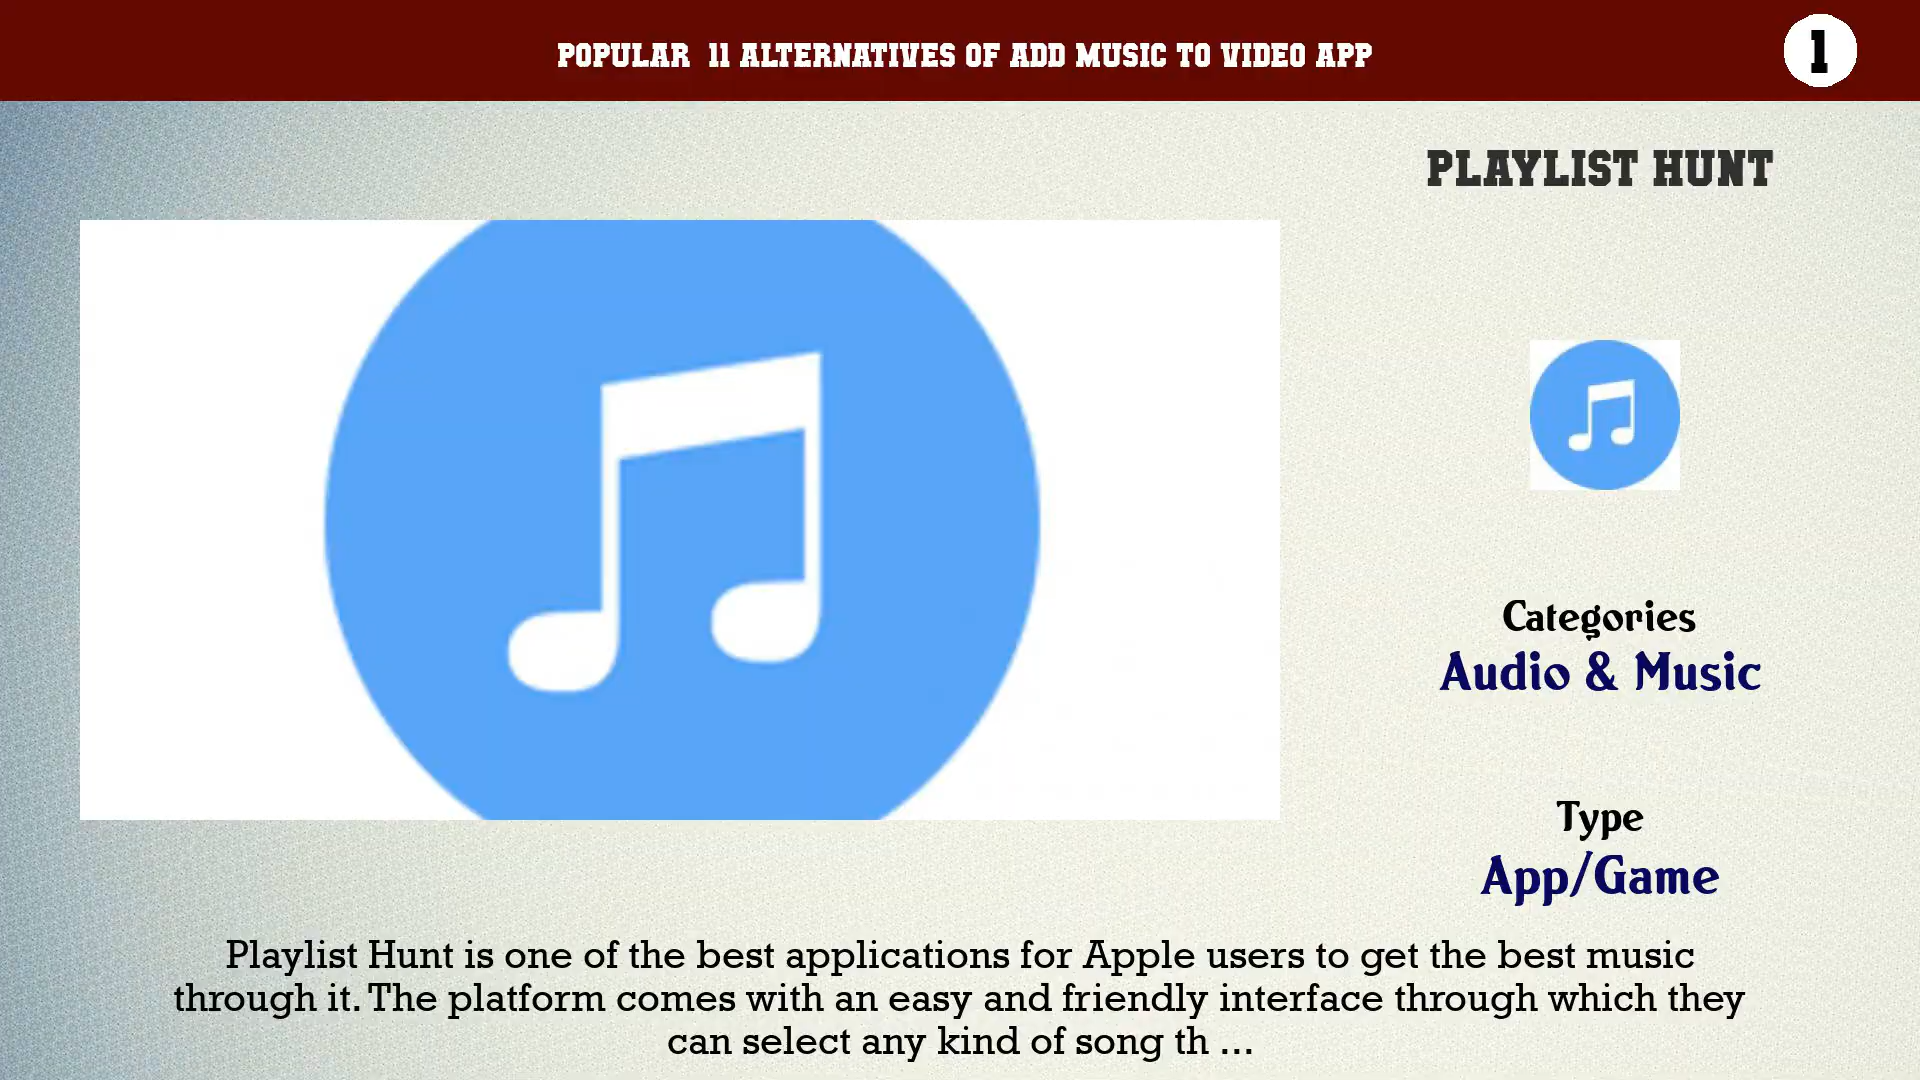 POPULAR 11 ALTERNATIVES OF ADD MUSIC TO VIDEO APP
1
PLAYLIST HUNT
Categories
Audio & Music
Type
App/Game
Playlist Hunt is one of the best applications for Apple users to get the best music
through it. The platform comes with an easy and friendly interface through which they
can select any kind of song th ...